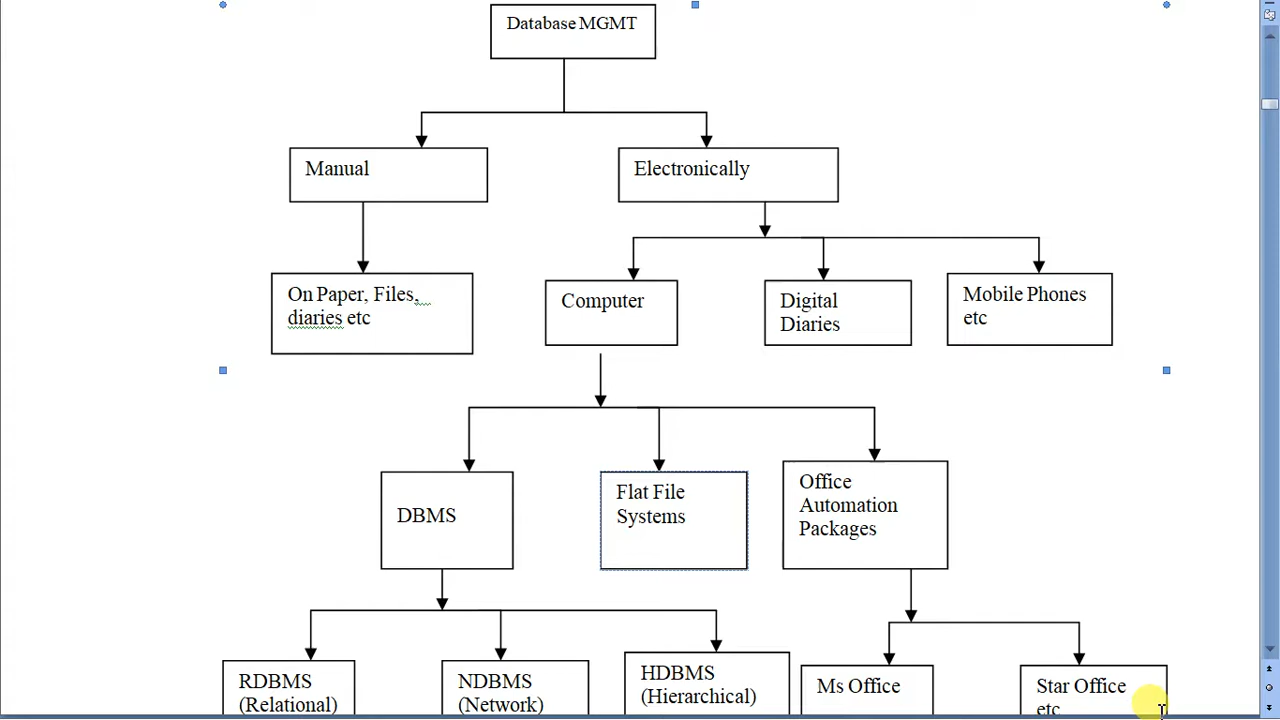 Database MGMT
Manual
Electronically
On Paper, Files,
diaries etc
Computer
Digital
Diaries
Mobile Phones
etc
DBMS
Flat File
Systems
Office
Automation
Packages
RDBMS
(Relational)
NDBMS
(Network)
HDBMS
(Hierarchical)
Ms Office
Star Office
etc